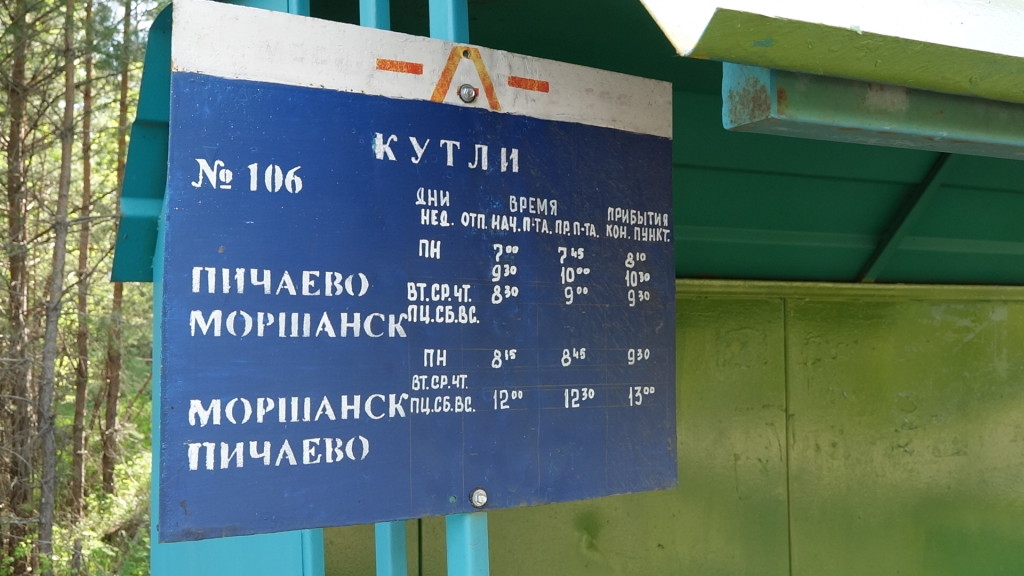 – А –
КУТЛИ
№ 106
ДНИ ВРЕМЯ ПРИБЫТИЯ
НЕД. ОТП. НАЧ. П-ТА. ПР. П-ТА. КОН. ПУНКТ.
ПН 7⁰⁰ 7⁴⁵ 8¹⁰
9³⁰ 10⁰⁰ 10³⁰
ПИЧАЕВО ВТ.СР.ЧТ. 8³⁰ 9⁰⁰ 9³⁰
МОРШАНСК ПЦ.СБ.ВС.
ПН 8¹⁵ 8⁴⁵ 9³⁰
ВТ.СР.ЧТ.
МОРШАНСК ПЦ.СБ.ВС. 12⁰⁰ 12³⁰ 13⁰⁰
ПИЧАЕВО